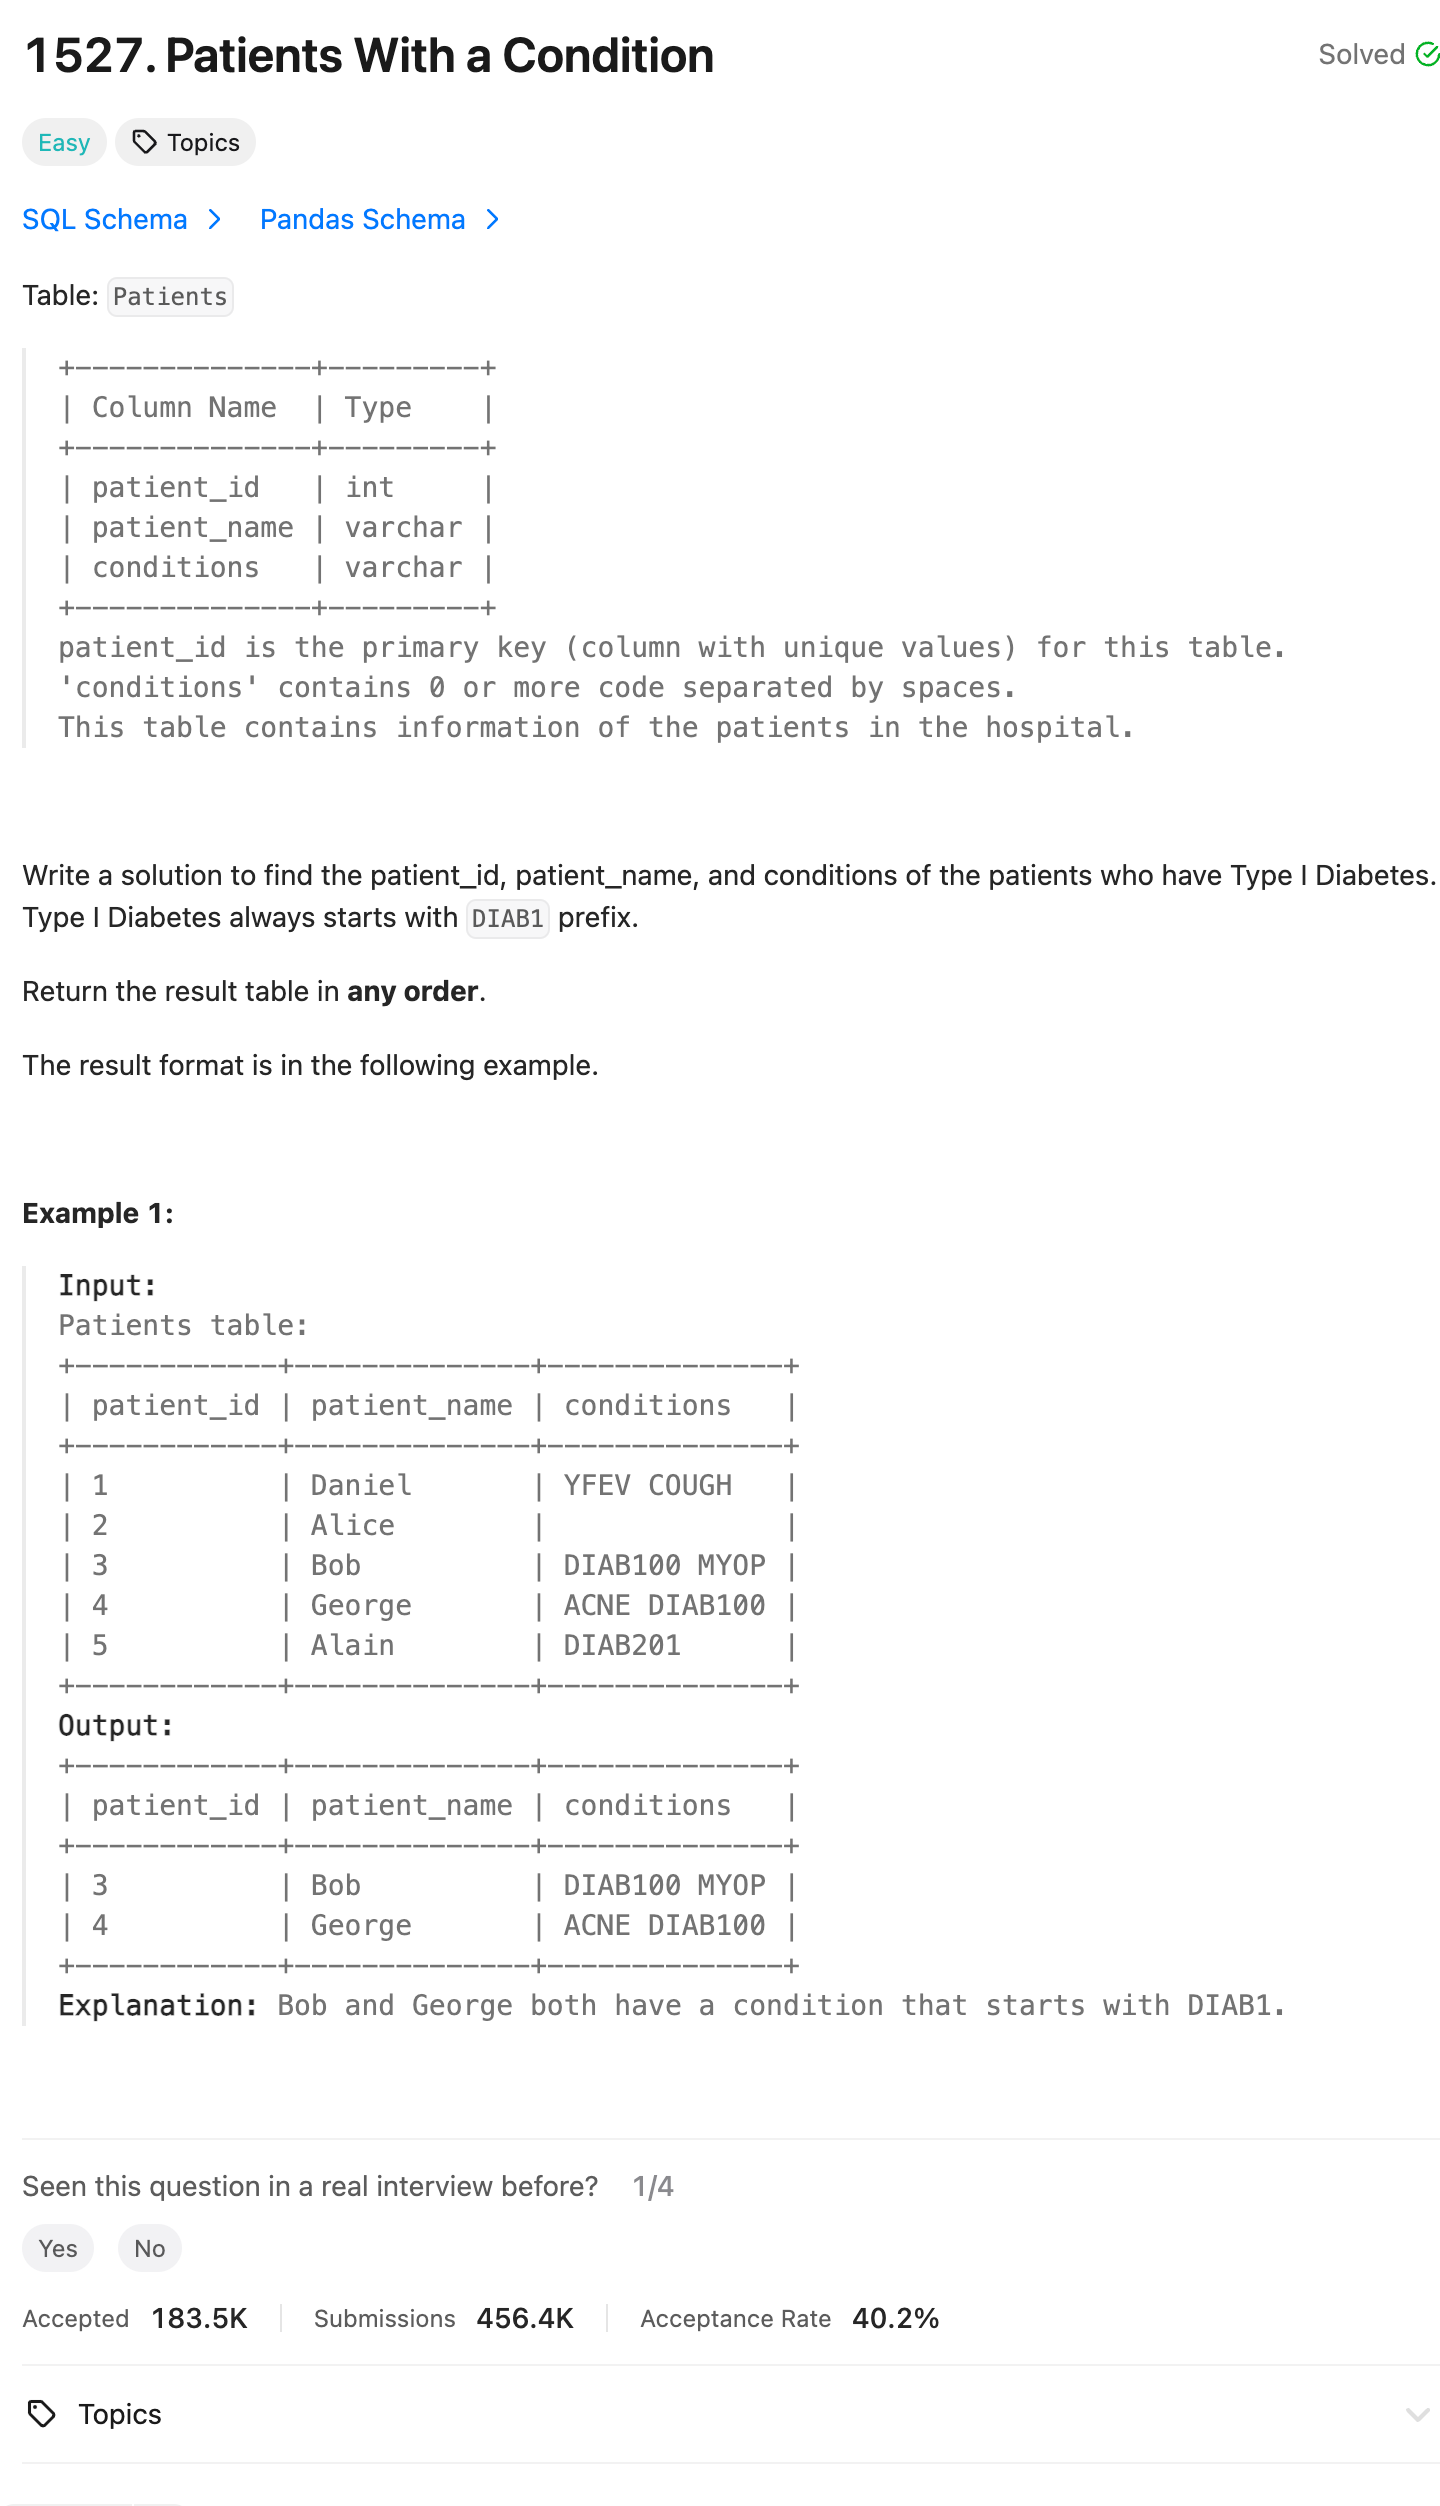 1527. Patients With a Condition
Solved
Easy
Topics
SQL Schema
Pandas Schema
Table: Patients
+--------------+---------+
| Column Name  | Type    |
+--------------+---------+
| patient_id   | int     |
| patient_name | varchar |
| conditions   | varchar |
+--------------+---------+
patient_id is the primary key (column with unique values) for this table.
'conditions' contains 0 or more code separated by spaces.
This table contains information of the patients in the hospital.
Write a solution to find the patient_id, patient_name, and conditions of the patients who have Type I Diabetes.
Type I Diabetes always starts with DIAB1 prefix.
Return the result table in any order.
The result format is in the following example.
Example 1:
Input:
Patients table:
+------------+--------------+--------------+
| patient_id | patient_name | conditions   |
+------------+--------------+--------------+
| 1          | Daniel       | YFEV COUGH   |
| 2          | Alice        |              |
| 3          | Bob          | DIAB100 MYOP |
| 4          | George       | ACNE DIAB100 |
| 5          | Alain        | DIAB201      |
+------------+--------------+--------------+
Output:
+------------+--------------+--------------+
| patient_id | patient_name | conditions   |
+------------+--------------+--------------+
| 3          | Bob          | DIAB100 MYOP |
| 4          | George       | ACNE DIAB100 |
+------------+--------------+--------------+
Explanation: Bob and George both have a condition that starts with DIAB1.
Seen this question in a real interview before? 1/4
Yes
No
Accepted 183.5K
Submissions 456.4K
Acceptance Rate 40.2%
Topics